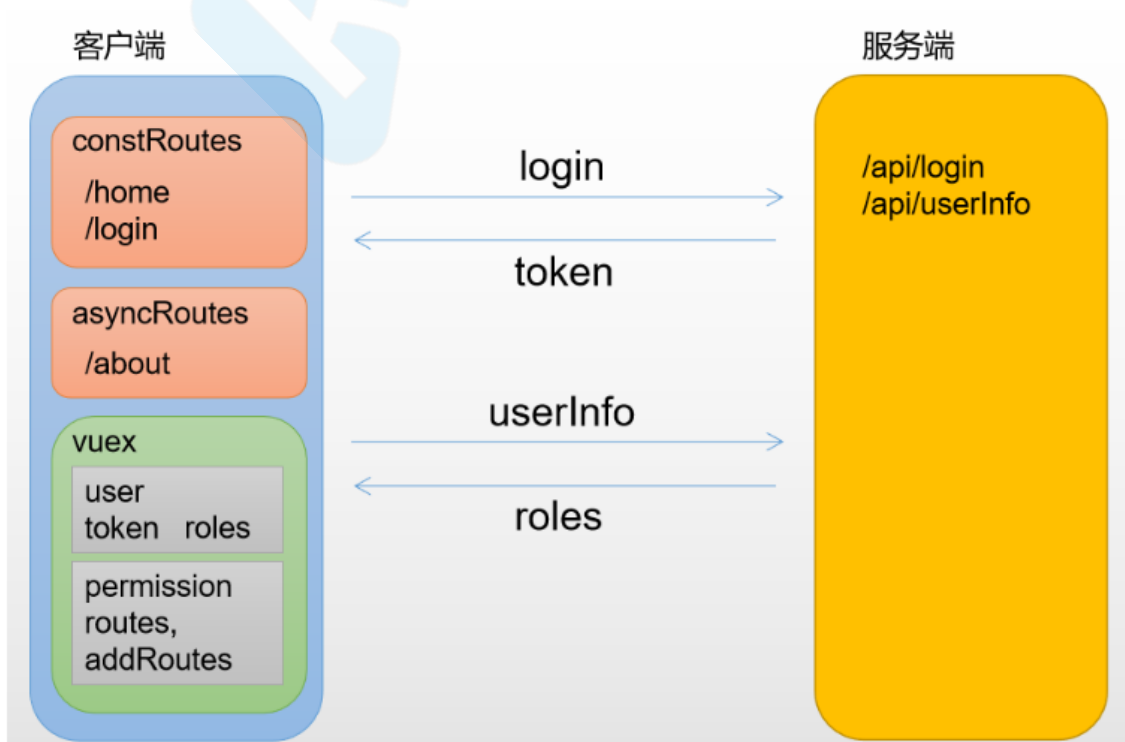 客户端
服务端
constRoutes
/home
/login
asyncRoutes
/about
vuex
user
token roles
permission
routes,
addRoutes
login
token
userInfo
roles
/api/login
/api/userInfo